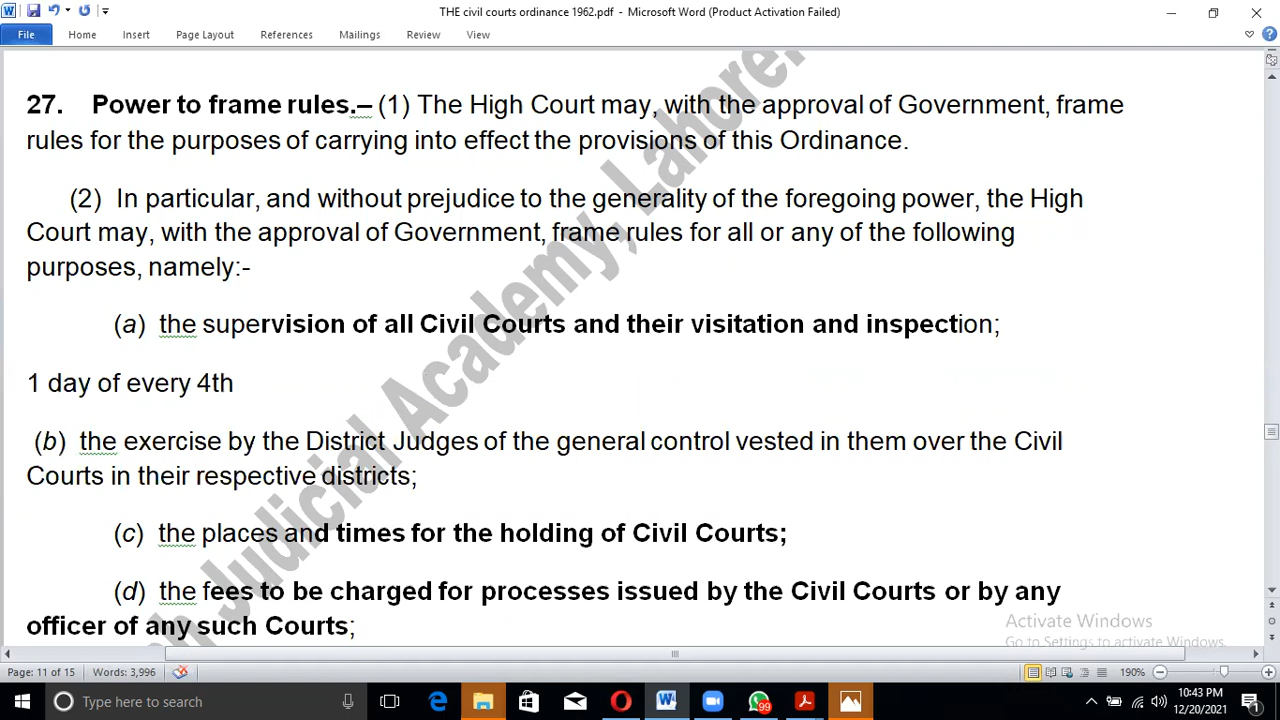 THE civil courts ordinance 1962.pdf - Microsoft Word (Product Activation Failed)
File Home Insert Page Layout References Mailings Review View
27. Power to frame rules.– (1) The High Court may, with the approval of Government, frame
rules for the purposes of carrying into effect the provisions of this Ordinance.
(2) In particular, and without prejudice to the generality of the foregoing power, the High
Court may, with the approval of Government, frame rules for all or any of the following
purposes, namely:-
(a) the supervision of all Civil Courts and their visitation and inspection;
1 day of every 4th
(b) the exercise by the District Judges of the general control vested in them over the Civil
Courts in their respective districts;
(c) the places and times for the holding of Civil Courts;
(d) the fees to be charged for processes issued by the Civil Courts or by any
officer of any such Courts;
Judicial Academy, Lahore
Activate Windows
Go to Settings to activate Windows.
Page: 11 of 15 Words: 3,996 190%
Type here to search
99
10:43 PM
12/20/2021
1